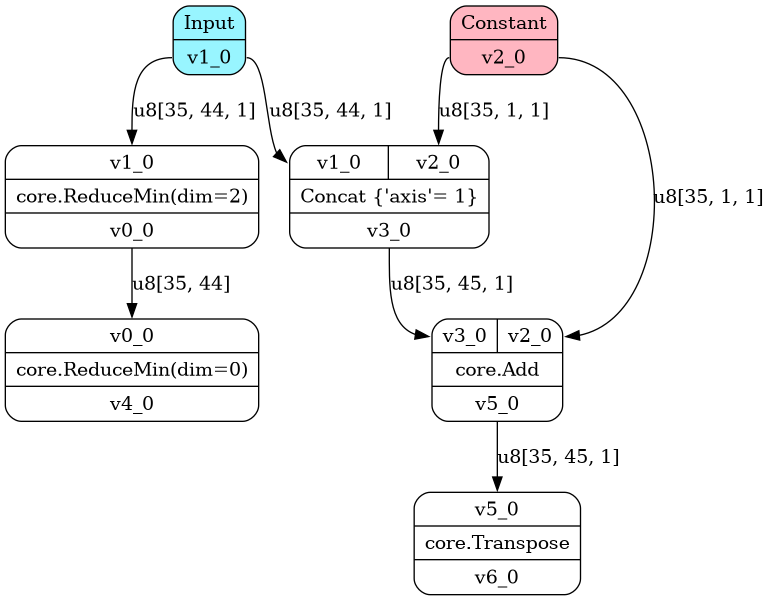 Input
v1_0
Constant
v2_0
u8[35, 44, 1]
u8[35, 44, 1]
u8[35, 1, 1]
v1_0
core.ReduceMin(dim=2)
v0_0
v1_0 v2_0
Concat {'axis'= 1}
v3_0
u8[35, 1, 1]
u8[35, 44]
u8[35, 45, 1]
v0_0
core.ReduceMin(dim=0)
v4_0
v3_0 v2_0
core.Add
v5_0
u8[35, 45, 1]
v5_0
core.Transpose
v6_0